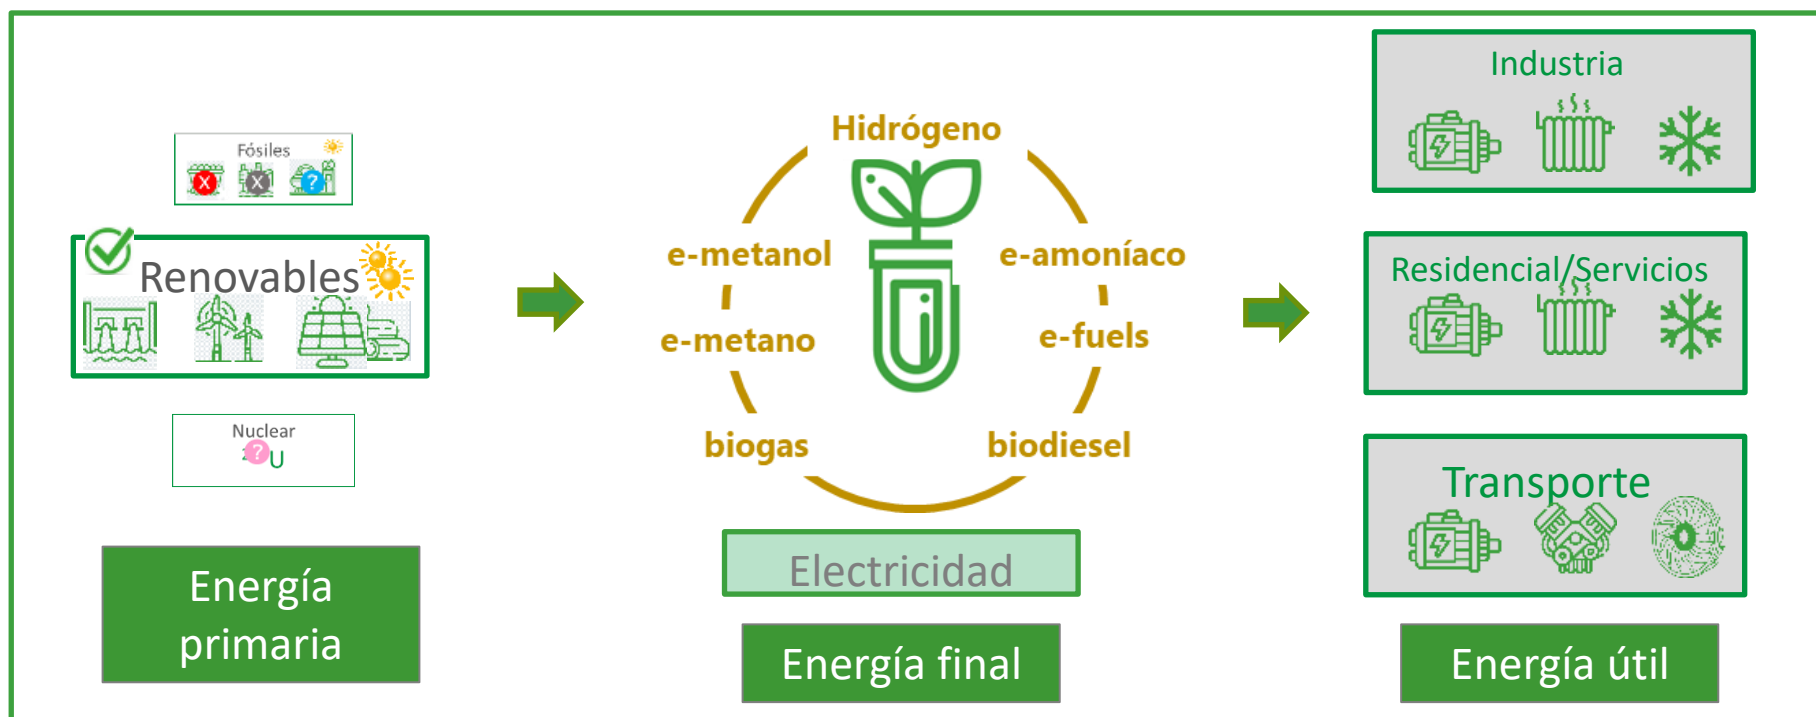 Fósiles
X
X
?
Renovables
Nuclear
?
U
Energía
primaria
Hidrógeno
e-metanol
e-amoníaco
e-metano
e-fuels
biogas
biodiesel
Electricidad
Energía final
Industria
Residencial/Servicios
Transporte
Energía útil